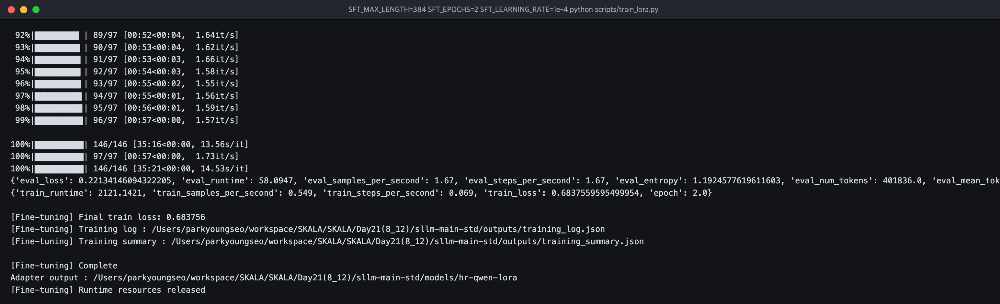 SFT_MAX_LENGTH=384 SFT_EPOCHS=2 SFT_LEARNING_RATE=1e-4 python scripts/train_lora.py
92%|██████████ | 89/97 [00:52<00:04,  1.64it/s]
93%|██████████ | 90/97 [00:53<00:04,  1.62it/s]
94%|██████████ | 91/97 [00:53<00:03,  1.66it/s]
95%|██████████ | 92/97 [00:54<00:03,  1.58it/s]
96%|██████████ | 93/97 [00:55<00:02,  1.55it/s]
97%|██████████ | 94/97 [00:55<00:01,  1.56it/s]
98%|██████████ | 95/97 [00:56<00:01,  1.59it/s]
99%|██████████| 96/97 [00:57<00:00,  1.57it/s]
100%|██████████| 146/146 [35:16<00:00, 13.56s/it]
100%|██████████| 97/97 [00:57<00:00,  1.73it/s]
100%|██████████| 146/146 [35:21<00:00, 14.53s/it]
{'eval_loss': 0.22134146094322205, 'eval_runtime': 58.0947, 'eval_samples_per_second': 1.67, 'eval_steps_per_second': 1.67, 'eval_entropy': 1.1924577619611603, 'eval_num_tokens': 401836.0, 'eval_mean_tok
{'train_runtime': 2121.1421, 'train_samples_per_second': 0.549, 'train_steps_per_second': 0.069, 'train_loss': 0.6837559595499954, 'epoch': 2.0}
[Fine-tuning] Final train loss: 0.683756
[Fine-tuning] Training log : /Users/parkyoungseo/workspace/SKALA/SKALA/Day21(8_12)/sllm-main-std/outputs/training_log.json
[Fine-tuning] Training summary : /Users/parkyoungseo/workspace/SKALA/SKALA/Day21(8_12)/sllm-main-std/outputs/training_summary.json
[Fine-tuning] Complete
Adapter output : /Users/parkyoungseo/workspace/SKALA/SKALA/Day21(8_12)/sllm-main-std/models/hr-qwen-lora
[Fine-tuning] Runtime resources released